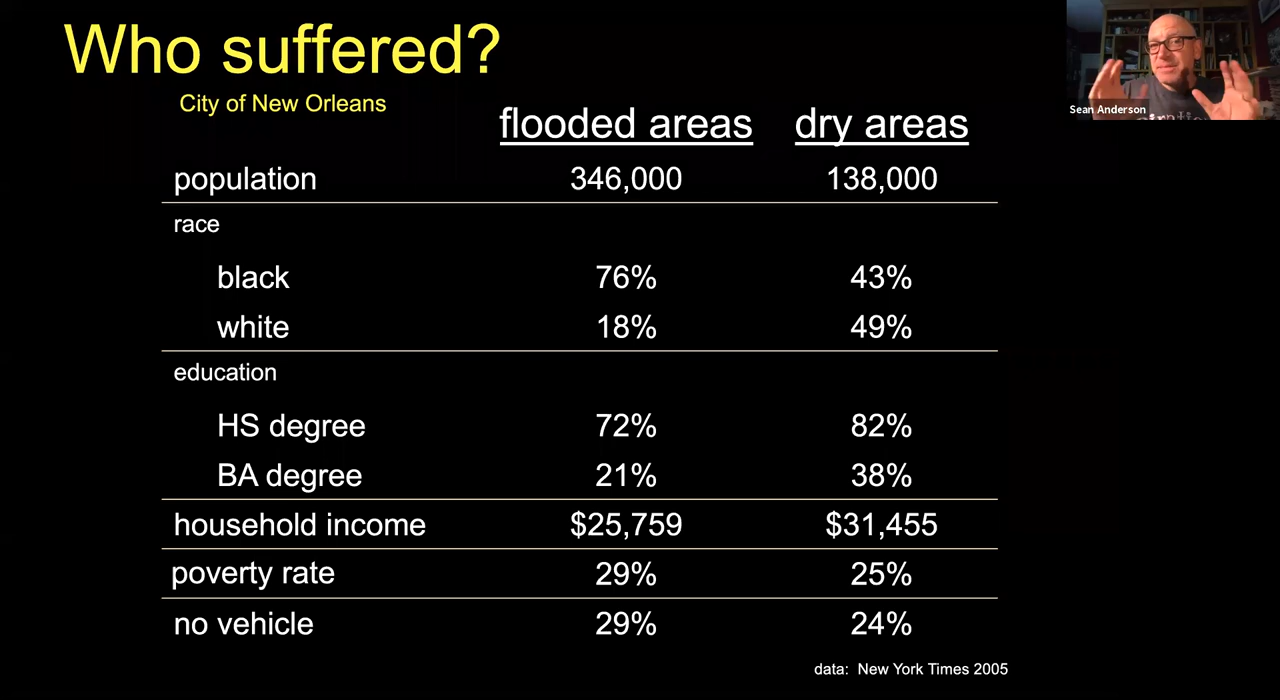 Who suffered?
City of New Orleans
flooded areas dry areas
population 346,000 138,000
race
black 76% 43%
white 18% 49%
education
HS degree 72% 82%
BA degree 21% 38%
household income $25,759 $31,455
poverty rate 29% 25%
no vehicle 29% 24%
data: New York Times 2005
Sean Anderson